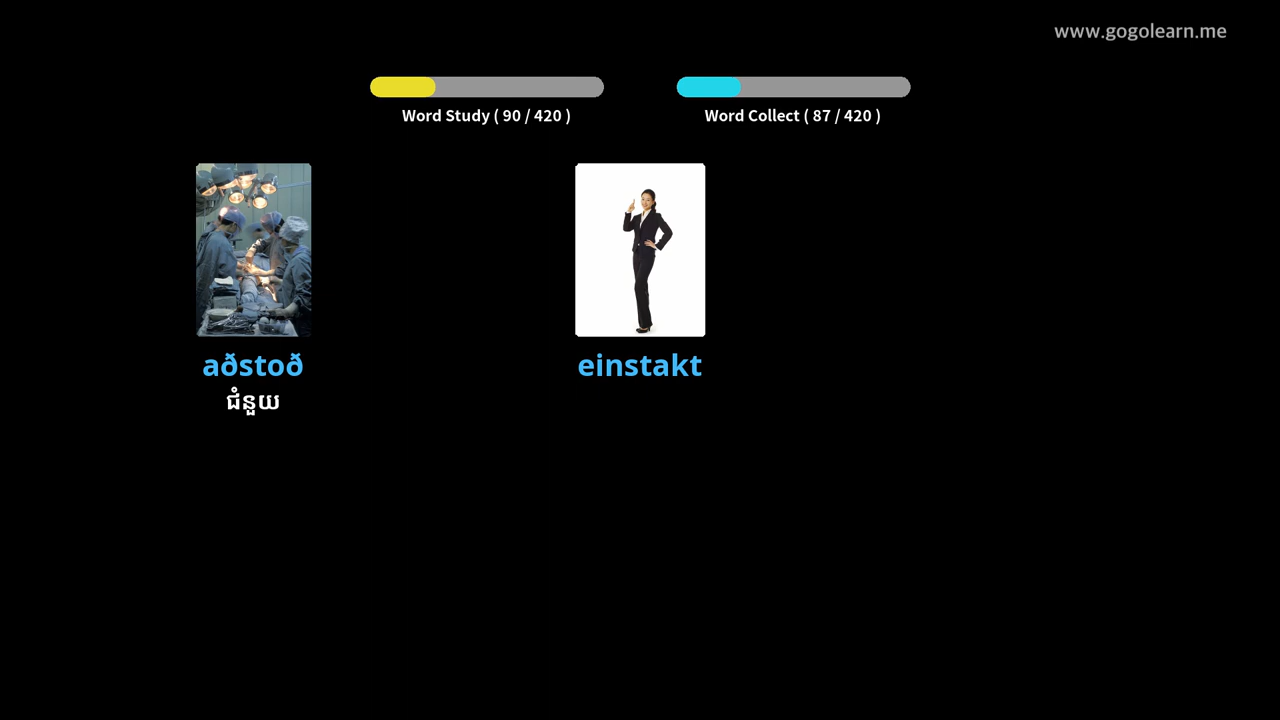 www.gogolearn.me
Word Study ( 90 / 420 )
Word Collect ( 87 / 420 )
aðstoð
ជំនួយ
einstakt